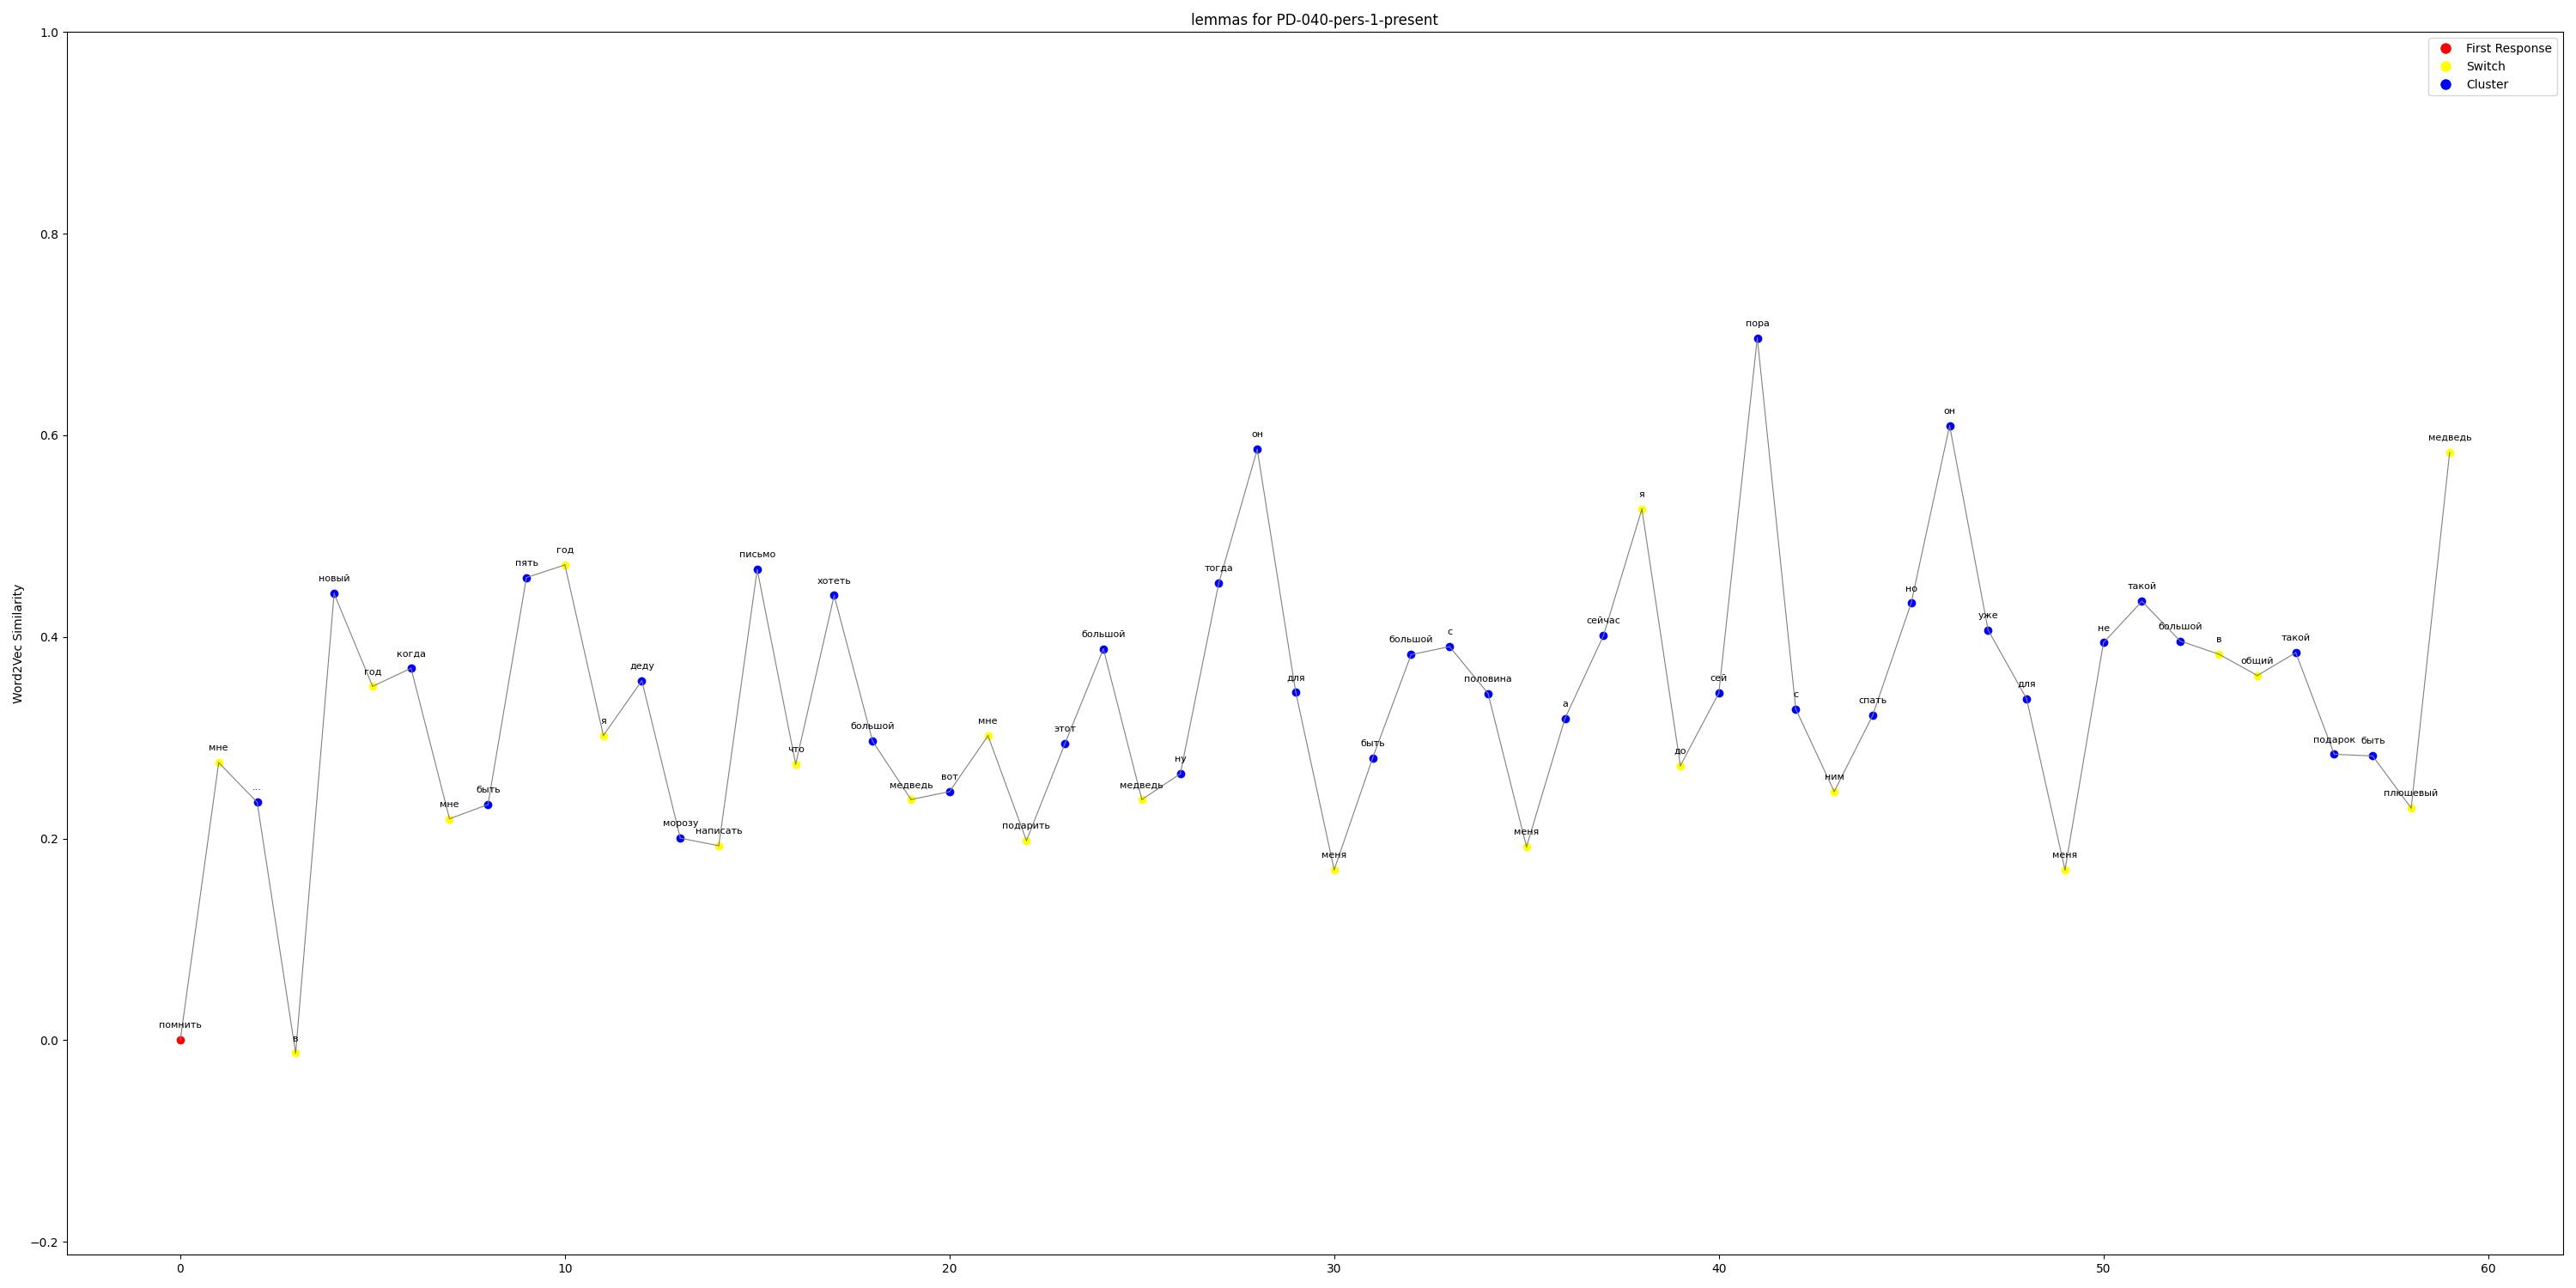 lemmas for PD-040-pers-1-present
First Response
Switch
Cluster
Word2Vec Similarity
1.0
0.8
0.6
0.4
0.2
0.0
−0.2
0
10
20
30
40
50
60
помнить
мне
...
в
новый
год
когда
мне
быть
пять
год
я
деду
морозу
написать
письмо
что
хотеть
большой
медведь
вот
мне
подарить
этот
большой
медведь
ну
тогда
он
для
меня
быть
большой
с
половина
меня
а
сейчас
я
до
сей
пора
с
ним
спать
но
он
уже
для
меня
не
такой
большой
в
общий
такой
подарок
быть
плюшевый
медведь